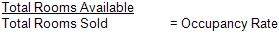 Total Rooms Available
Total Rooms Sold = Occupancy Rate